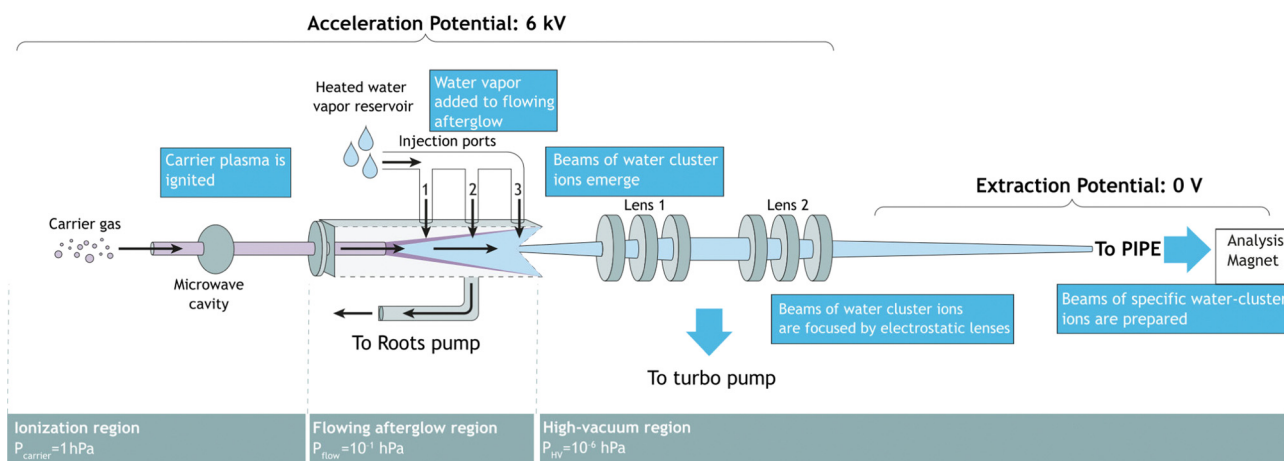 Acceleration Potential: 6 kV
Heated water
vapor reservoir
Water vapor
added to flowing
afterglow
Injection ports
Carrier plasma is
ignited
Beams of water cluster
ions emerge
Extraction Potential: 0 V
1
2
3
Lens 1
Lens 2
Carrier gas
Microwave
cavity
To PIPE
Analysis
Magnet
To Roots pump
Beams of water cluster ions
are focused by electrostatic lenses
Beams of specific water-cluster
ions are prepared
To turbo pump
Ionization region
Pcarrier=1hPa
Flowing afterglow region
Pflow=10⁻¹ hPa
High-vacuum region
PHV=10⁻⁶ hPa